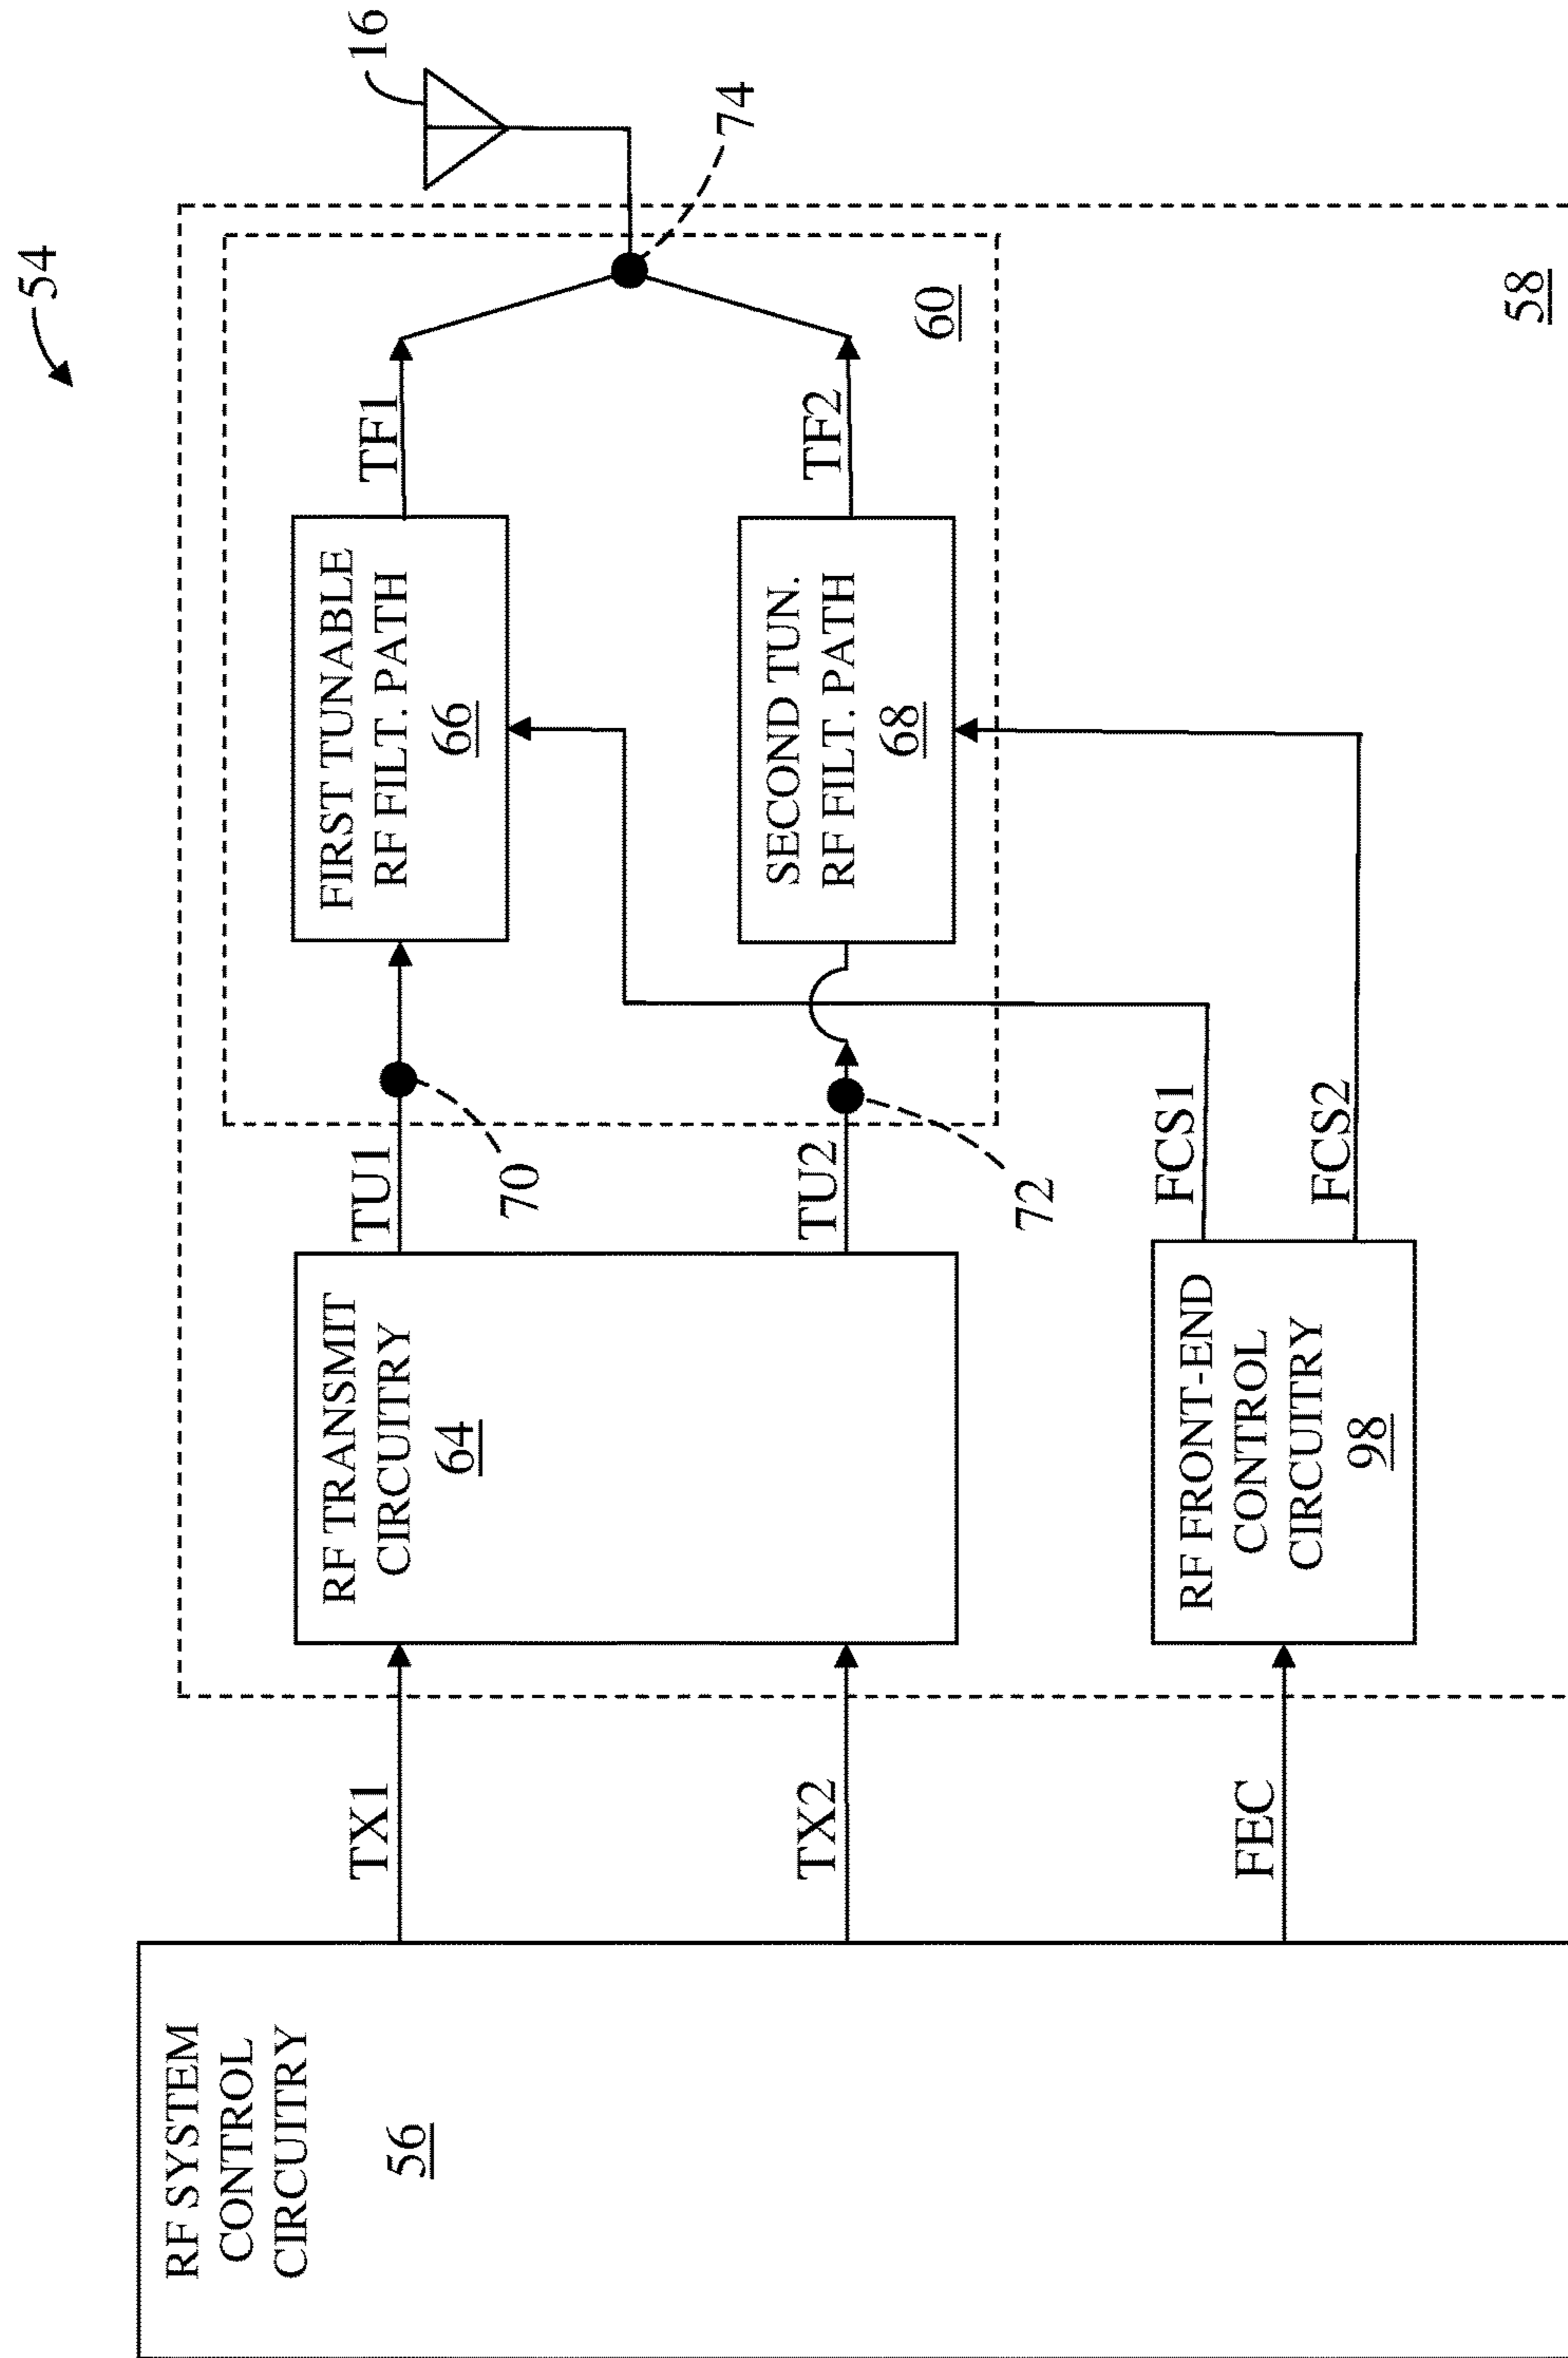 54
RF SYSTEM
CONTROL
CIRCUITRY
56
TX1
TX2
FEC
RF TRANSMIT
CIRCUITRY
64
TU1
TU2
70
72
FIRST TUNABLE
RF FILT. PATH
66
SECOND TUN.
RF FILT. PATH
68
TF1
TF2
60
74
16
RF FRONT-END
CONTROL
CIRCUITRY
98
FCS1
FCS2
58